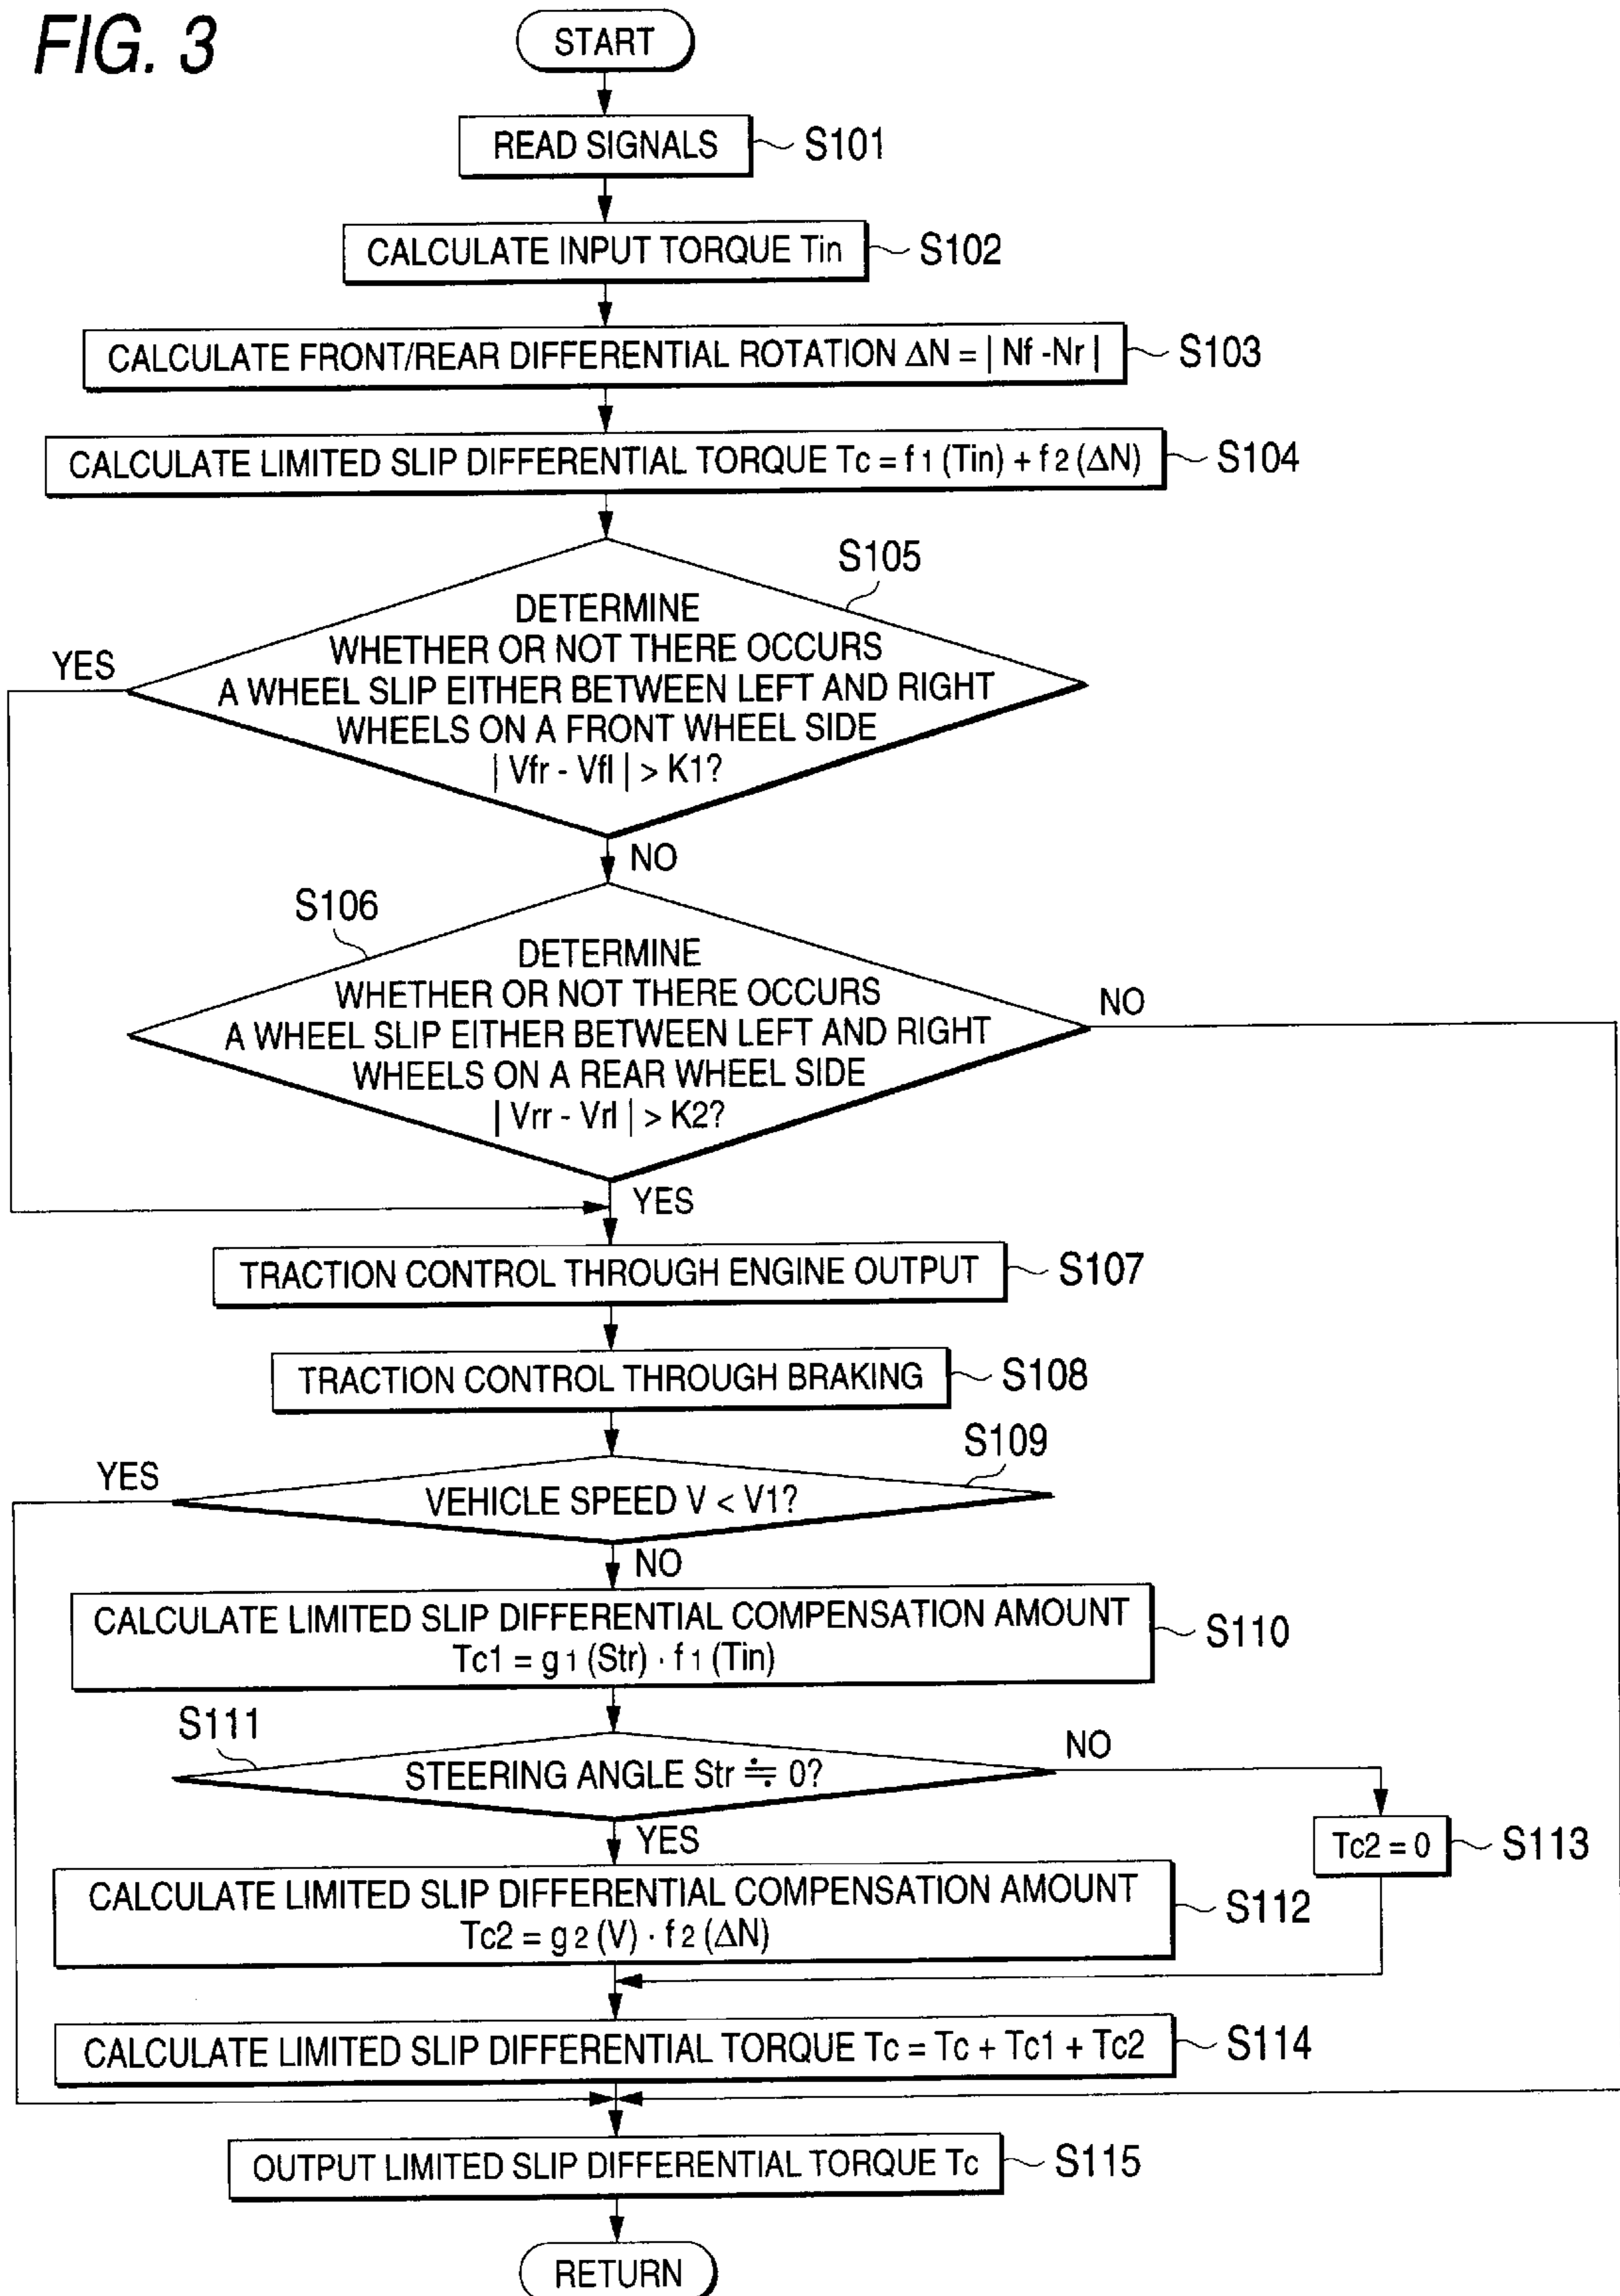 FIG. 3
START
READ SIGNALS
S101
CALCULATE INPUT TORQUE Tin
S102
CALCULATE FRONT/REAR DIFFERENTIAL ROTATION ΔN = | Nf -Nr |
S103
CALCULATE LIMITED SLIP DIFFERENTIAL TORQUE Tc = f1 (Tin) + f2 (ΔN)
S104
S105
DETERMINE
WHETHER OR NOT THERE OCCURS
A WHEEL SLIP EITHER BETWEEN LEFT AND RIGHT
WHEELS ON A FRONT WHEEL SIDE
| Vfr - Vfl | > K1?
YES
NO
S106
DETERMINE
WHETHER OR NOT THERE OCCURS
A WHEEL SLIP EITHER BETWEEN LEFT AND RIGHT
WHEELS ON A REAR WHEEL SIDE
| Vrr - Vrl | > K2?
NO
YES
TRACTION CONTROL THROUGH ENGINE OUTPUT
S107
TRACTION CONTROL THROUGH BRAKING
S108
S109
YES
VEHICLE SPEED V < V1?
NO
CALCULATE LIMITED SLIP DIFFERENTIAL COMPENSATION AMOUNT
Tc1 = g1 (Str) · f1 (Tin)
S110
S111
STEERING ANGLE Str ≒ 0?
NO
YES
Tc2 = 0
S113
CALCULATE LIMITED SLIP DIFFERENTIAL COMPENSATION AMOUNT
Tc2 = g2 (V) · f2 (ΔN)
S112
CALCULATE LIMITED SLIP DIFFERENTIAL TORQUE Tc = Tc + Tc1 + Tc2
S114
OUTPUT LIMITED SLIP DIFFERENTIAL TORQUE Tc
S115
RETURN